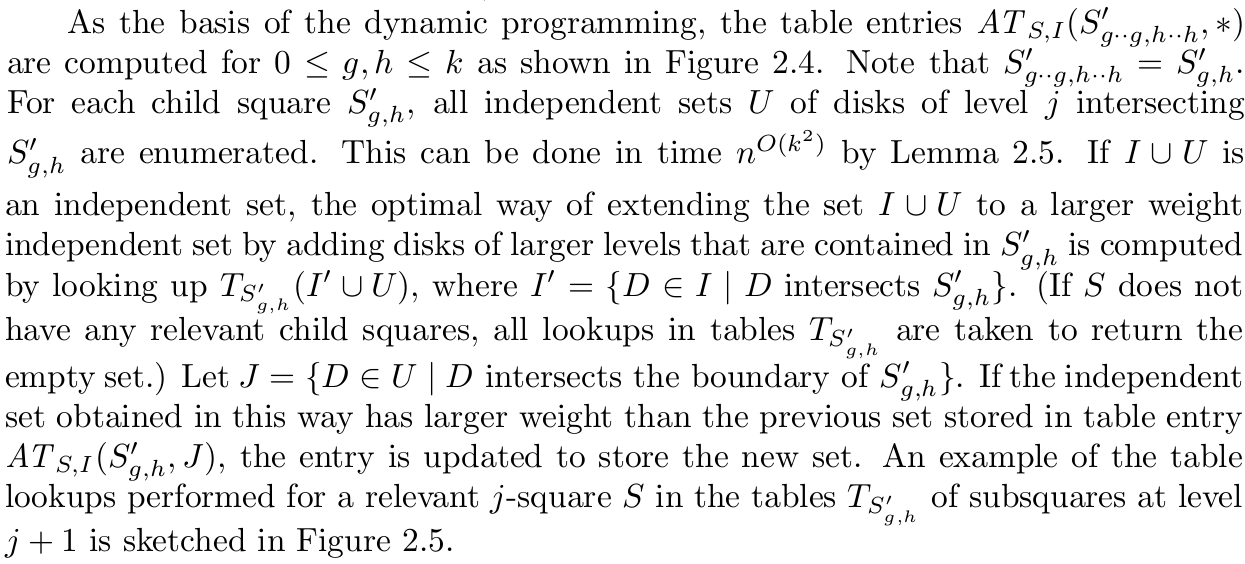 As the basis of the dynamic programming, the table entries $AT_{S,I}(S'_{g\cdot\cdot g,h\cdot\cdot h}, *)$
are computed for $0 \leq g, h \leq k$ as shown in Figure 2.4. Note that $S'_{g\cdot\cdot g,h\cdot\cdot h} = S'_{g,h}$.
For each child square $S'_{g,h}$, all independent sets $U$ of disks of level $j$ intersecting
$S'_{g,h}$ are enumerated. This can be done in time $n^{O(k^2)}$ by Lemma 2.5. If $I \cup U$ is
an independent set, the optimal way of extending the set $I \cup U$ to a larger weight
independent set by adding disks of larger levels that are contained in $S'_{g,h}$ is computed
by looking up $T_{S'_{g,h}}(I' \cup U)$, where $I' = \{D \in I \mid D$ intersects $S'_{g,h}\}$. (If $S$ does not
have any relevant child squares, all lookups in tables $T_{S'_{g,h}}$ are taken to return the
empty set.) Let $J = \{D \in U \mid D$ intersects the boundary of $S'_{g,h}\}$. If the independent
set obtained in this way has larger weight than the previous set stored in table entry
$AT_{S,I}(S'_{g,h}, J)$, the entry is updated to store the new set. An example of the table
lookups performed for a relevant $j$-square $S$ in the tables $T_{S'_{g,h}}$ of subsquares at level
$j + 1$ is sketched in Figure 2.5.